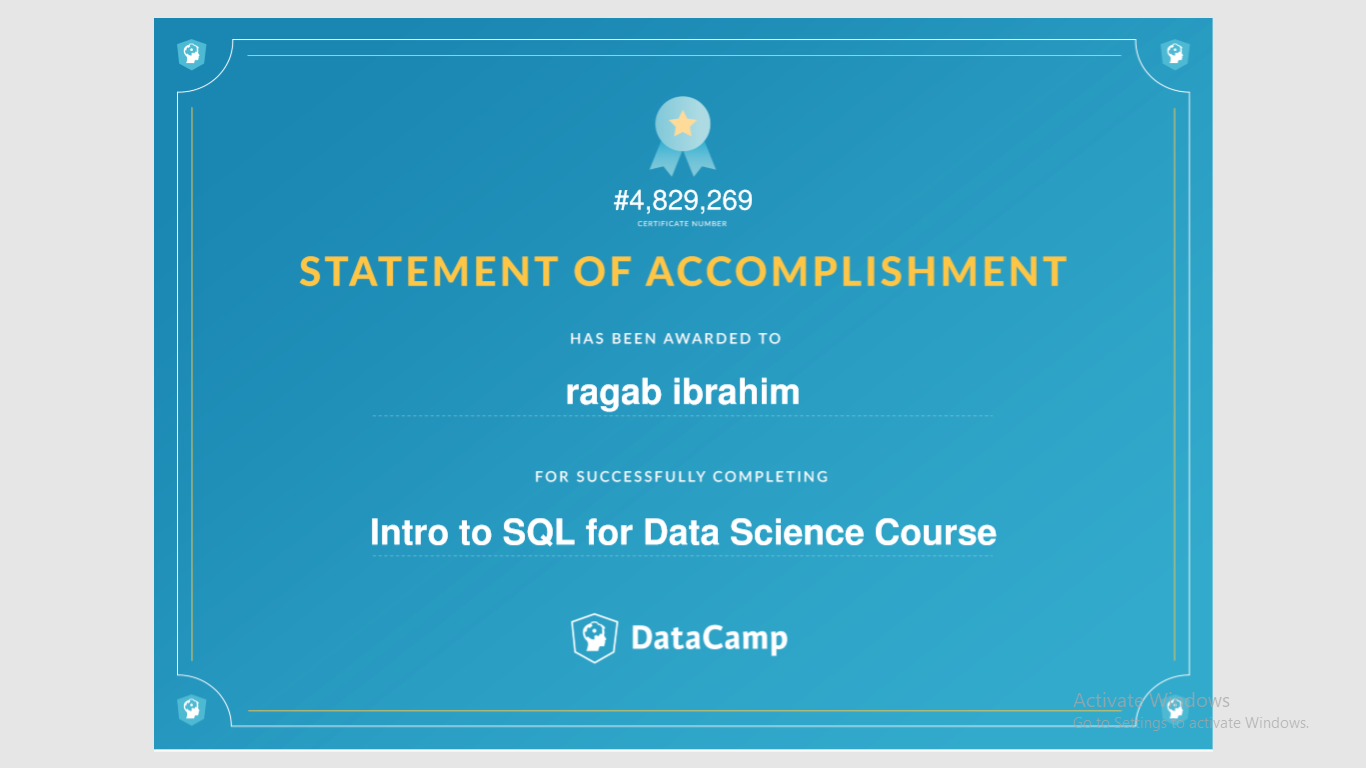 #4,829,269
CERTIFICATE NUMBER
STATEMENT OF ACCOMPLISHMENT
HAS BEEN AWARDED TO
ragab ibrahim
FOR SUCCESSFULLY COMPLETING
Intro to SQL for Data Science Course
DataCamp
Activate Windows
Go to Settings to activate Windows.